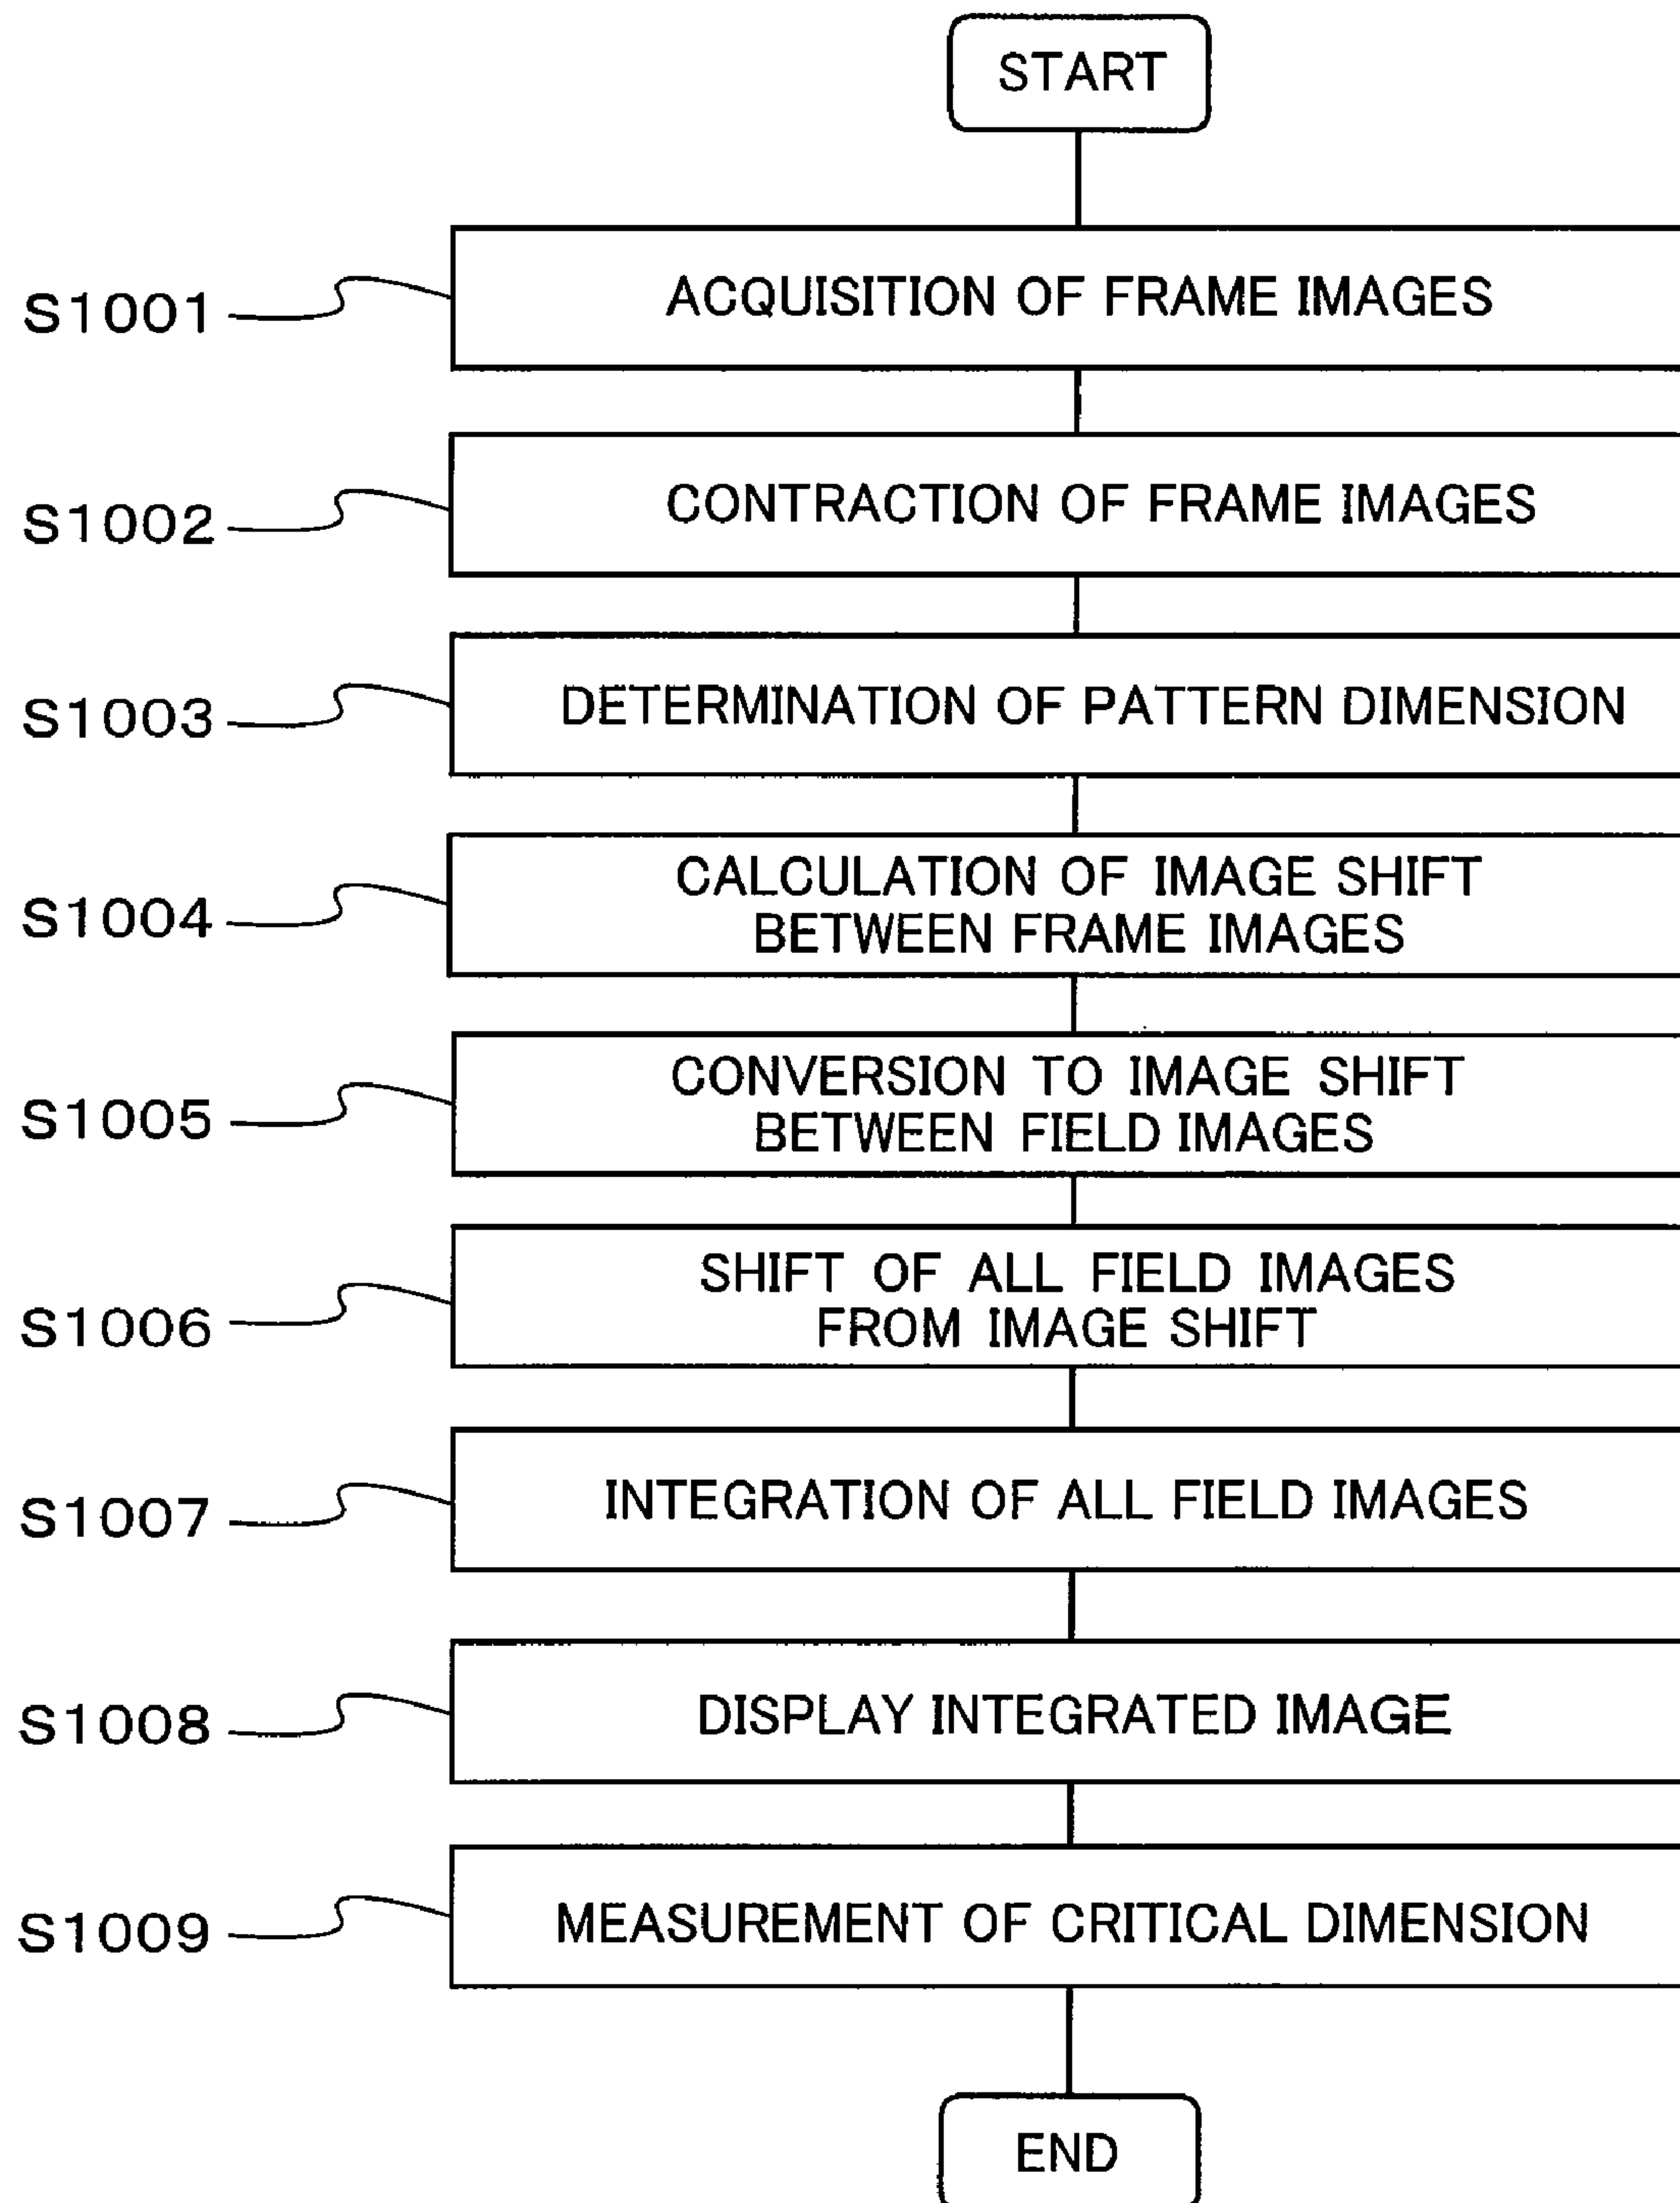 START
S1001
ACQUISITION OF FRAME IMAGES
S1002
CONTRACTION OF FRAME IMAGES
S1003
DETERMINATION OF PATTERN DIMENSION
S1004
CALCULATION OF IMAGE SHIFT
BETWEEN FRAME IMAGES
S1005
CONVERSION TO IMAGE SHIFT
BETWEEN FIELD IMAGES
S1006
SHIFT OF ALL FIELD IMAGES
FROM IMAGE SHIFT
S1007
INTEGRATION OF ALL FIELD IMAGES
S1008
DISPLAY INTEGRATED IMAGE
S1009
MEASUREMENT OF CRITICAL DIMENSION
END